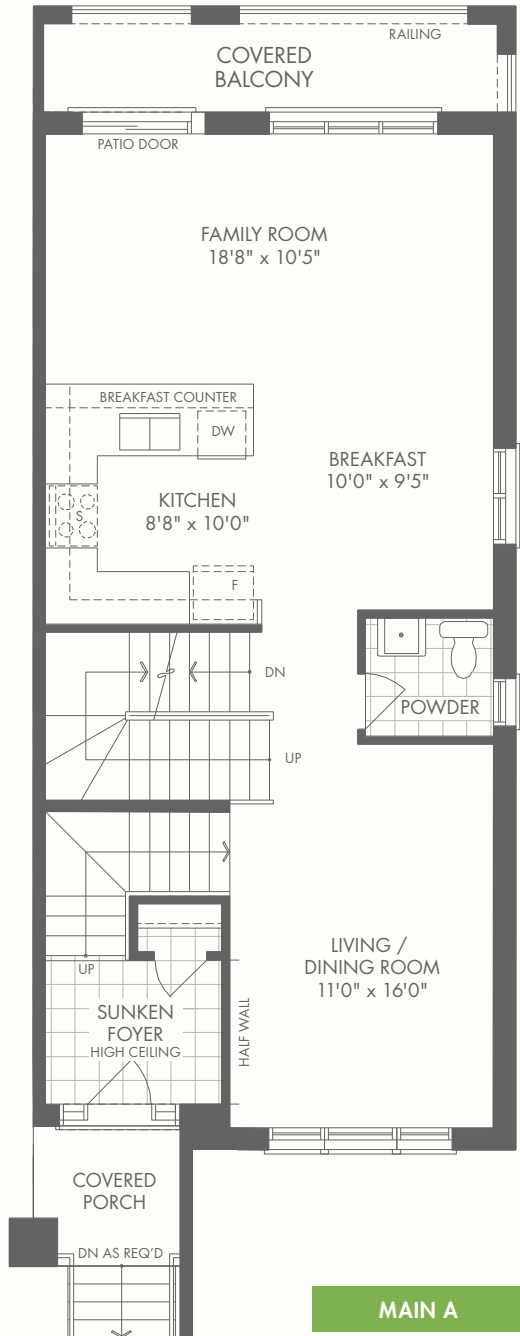 RAILING
COVERED
BALCONY
PATIO DOOR
FAMILY ROOM
18'8" x 10'5"
BREAKFAST COUNTER
DW
BREAKFAST
10'0" x 9'5"
KITCHEN
8'8" x 10'0"
S
F
DN
POWDER
UP
LIVING /
DINING ROOM
11'0" x 16'0"
UP
SUNKEN
FOYER
HIGH CEILING
HALF WALL
COVERED
PORCH
DN AS REQ'D
MAIN A